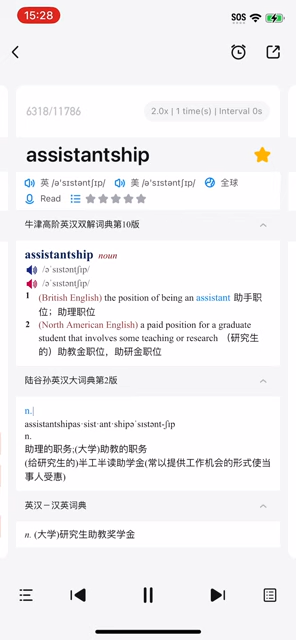 15:28
SOS
6318/11786
2.0x | 1 time(s) | Interval 0s
assistantship
英 /ə'sɪstəntʃɪp/ 美 /ə'sɪstəntʃɪp/ 全球
Read
牛津高阶英汉双解词典第10版
assistantship noun
/əˈsɪstəntʃɪp/
/əˈsɪstəntʃɪp/
1 (British English) the position of being an assistant 助手职
位；助理职位
2 (North American English) a paid position for a graduate
student that involves some teaching or research （研究生
的）助教金职位，助研金职位
陆谷孙英汉大词典第2版
n.|
assistantshipas·sist·ant·shipəˈsɪstənt-ʃɪp
n.
助理的职务;(大学)助教的职务
(给研究生的)半工半读助学金(常以提供工作机会的形式使当
事人受惠)
英汉－汉英词典
n. (大学)研究生助教奖学金